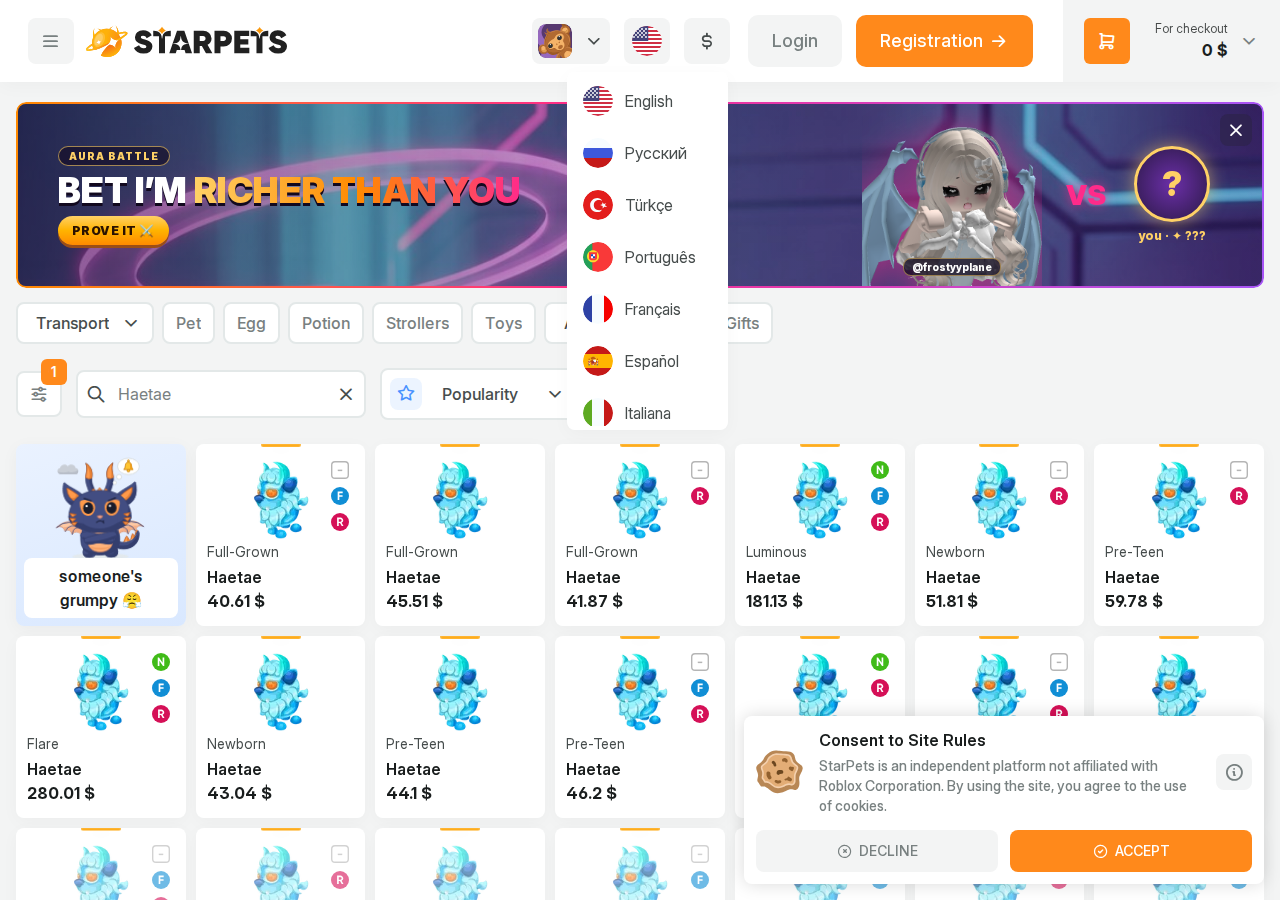 STARPETS
$
Login
Registration
For checkout
0 $
English
Русский
Türkçe
Português
Français
Español
Italiana
AURA BATTLE
BET I'M RICHER THAN YOU
PROVE IT
@frostyyplane
VS
?
you · ✦ ???
Transport
Pet
Egg
Potion
Strollers
Toys
Gifts
1
Haetae
Popularity
someone's
grumpy 😤
F
R
Full-Grown
Haetae
40.61 $
Full-Grown
Haetae
45.51 $
R
Full-Grown
Haetae
41.87 $
N
F
R
Luminous
Haetae
181.13 $
R
Newborn
Haetae
51.81 $
R
Pre-Teen
Haetae
59.78 $
N
F
R
Flare
Haetae
280.01 $
Newborn
Haetae
43.04 $
Pre-Teen
Haetae
44.1 $
F
R
Pre-Teen
Haetae
46.2 $
N
R
F
R
F
R
F
Consent to Site Rules
StarPets is an independent platform not affiliated with
Roblox Corporation. By using the site, you agree to the use
of cookies.
DECLINE
ACCEPT